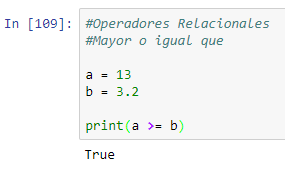 In [109]: #Operadores Relacionales
#Mayor o igual que
a = 13
b = 3.2
print(a >= b)
True